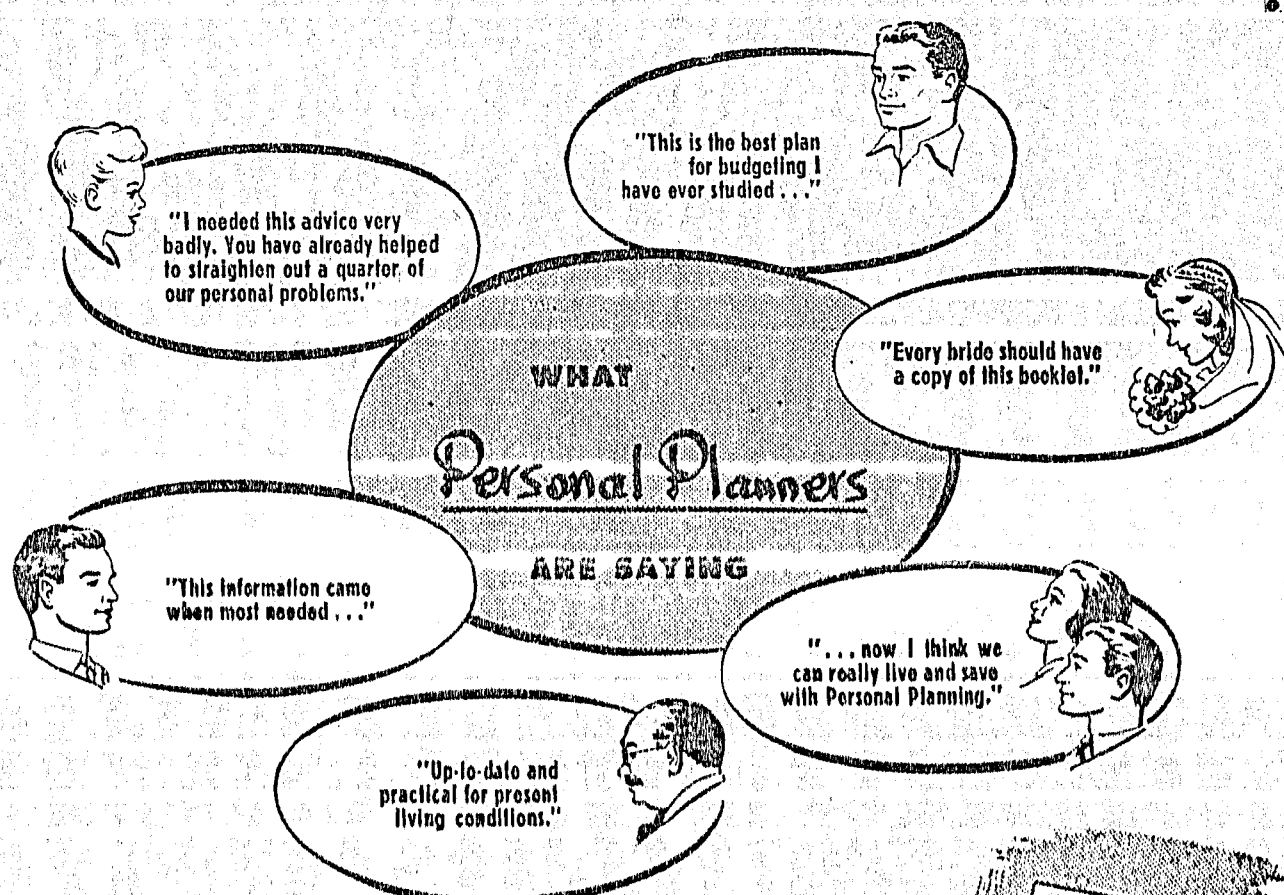 "This is the best plan
for budgeting I
have ever studied . . ."
"I needed this advice very
badly. You have already helped
to straighten out a quarter of
our personal problems."
"Every bride should have
a copy of this booklet."
WHAT
Personal Planners
ARE SAYING
"This information came
when most needed . . ."
". . . now I think we
can really live and save
with Personal Planning."
"Up-to-date and
practical for present
living conditions."